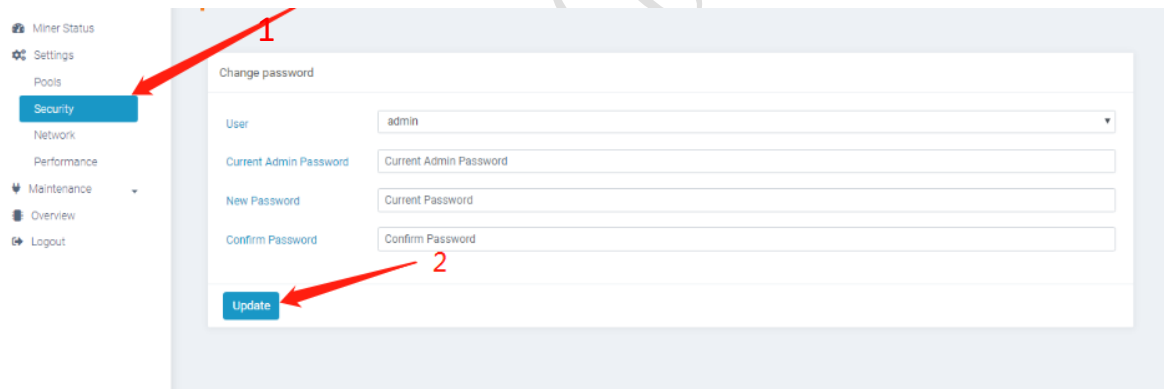 Miner Status
Settings
Pools
Security
Network
Performance
Maintenance
Overview
Logout
1
Change password
User admin
Current Admin Password Current Admin Password
New Password Current Password
Confirm Password Confirm Password
2
Update